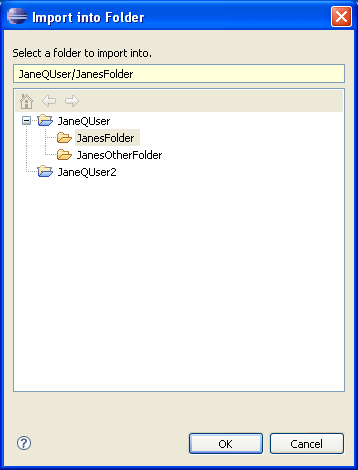 Import into Folder
Select a folder to import into.
JaneQUser/JanesFolder
JaneQUser
JanesFolder
JanesOtherFolder
JaneQUser2
?
OK
Cancel